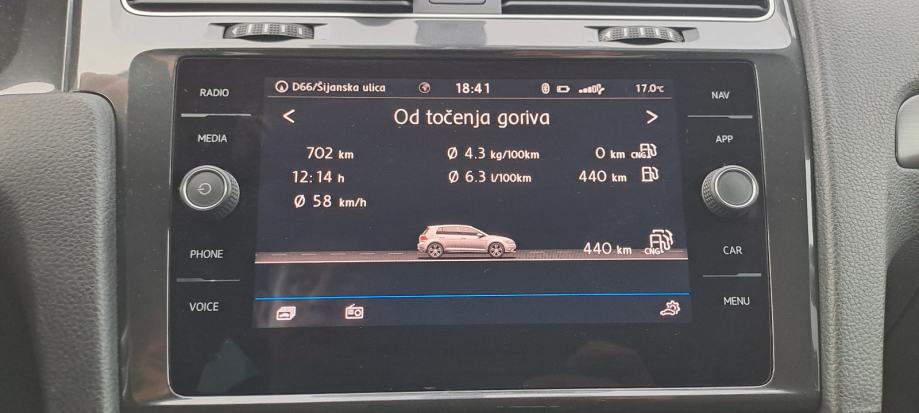 RADIO
MEDIA
PHONE
VOICE
D66/Šijanska ulica 18:41 17.0°C
< Od točenja goriva >
702 km Ø 4.3 kg/100km 0 km CNG
12:14 h Ø 6.3 l/100km 440 km
Ø 58 km/h
440 km CNG
NAV
APP
CAR
MENU